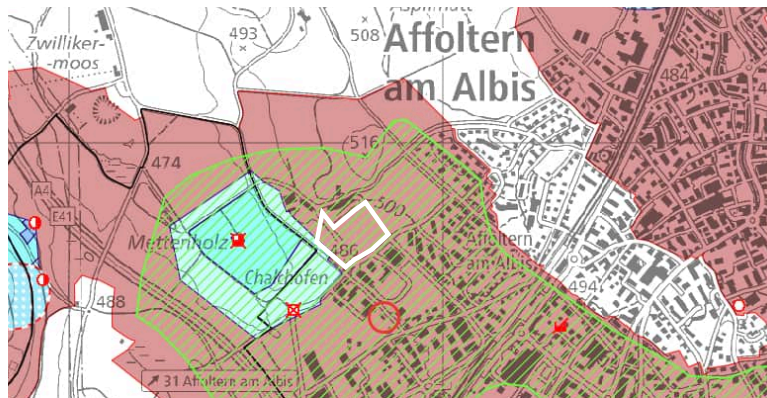 493
508
Affoltern
am Albis
Zwilliker-
-moos
484
516
474
A4
E41
500
Mettenholz
486
Affoltern
am Albis
Chalchofen
488
494
31 Affoltern am Albis